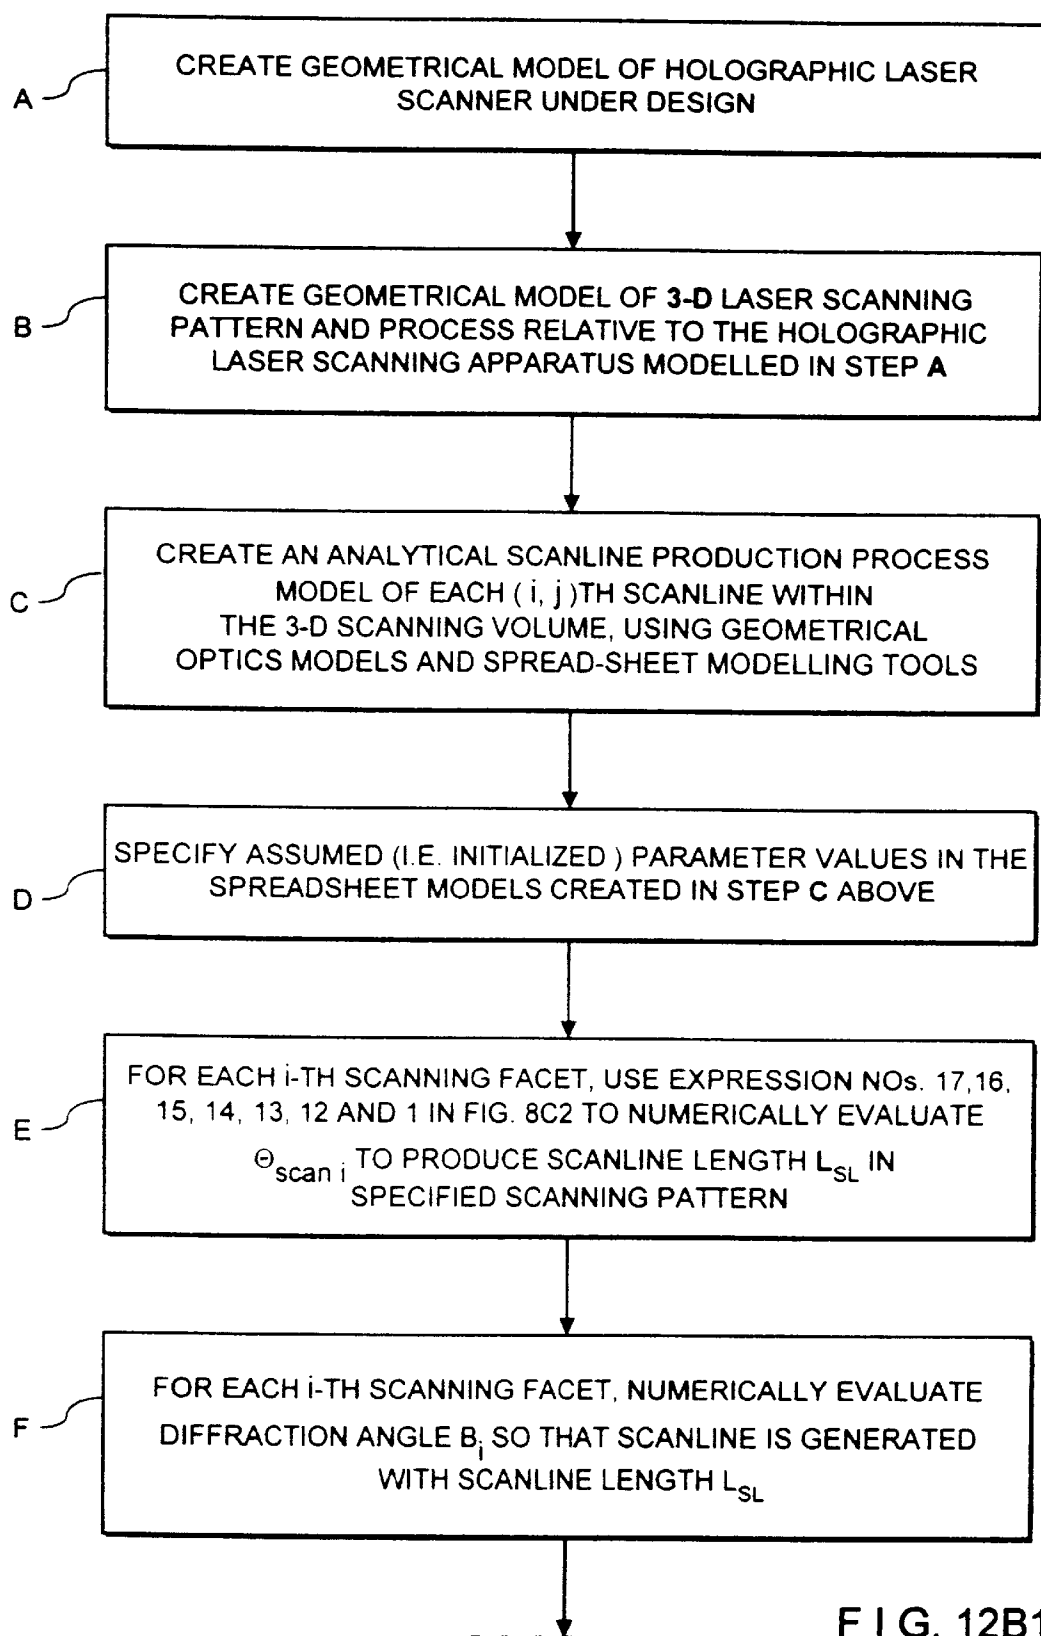 A
CREATE GEOMETRICAL MODEL OF HOLOGRAPHIC LASER
SCANNER UNDER DESIGN
B
CREATE GEOMETRICAL MODEL OF 3-D LASER SCANNING
PATTERN AND PROCESS RELATIVE TO THE HOLOGRAPHIC
LASER SCANNING APPARATUS MODELLED IN STEP A
C
CREATE AN ANALYTICAL SCANLINE PRODUCTION PROCESS
MODEL OF EACH ( i, j )TH SCANLINE WITHIN
THE 3-D SCANNING VOLUME, USING GEOMETRICAL
OPTICS MODELS AND SPREAD-SHEET MODELLING TOOLS
D
SPECIFY ASSUMED (I.E. INITIALIZED ) PARAMETER VALUES IN THE
SPREADSHEET MODELS CREATED IN STEP C ABOVE
E
FOR EACH i-TH SCANNING FACET, USE EXPRESSION NOs. 17,16,
15, 14, 13, 12 AND 1 IN FIG. 8C2 TO NUMERICALLY EVALUATE
Θscan i TO PRODUCE SCANLINE LENGTH LSL IN
SPECIFIED SCANNING PATTERN
F
FOR EACH i-TH SCANNING FACET, NUMERICALLY EVALUATE
DIFFRACTION ANGLE Bi SO THAT SCANLINE IS GENERATED
WITH SCANLINE LENGTH LSL
F I G. 12B1